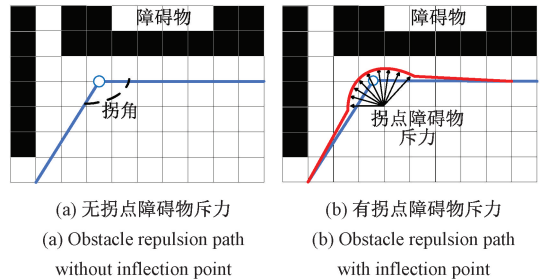 障碍物
拐角
(a) 无拐点障碍物斥力
(a) Obstacle repulsion path
without inflection point
障碍物
拐点障碍物
斥力
(b) 有拐点障碍物斥力
(b) Obstacle repulsion path
with inflection point